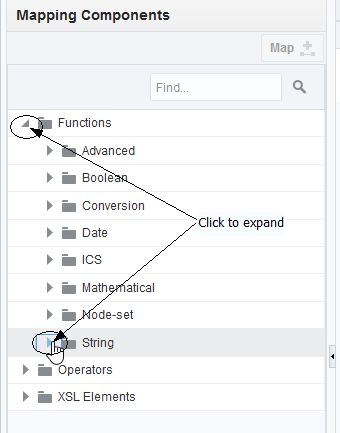 Mapping Components
Map
Find...
Functions
Advanced
Boolean
Conversion
Date
Click to expand
ICS
Mathematical
Node-set
String
Operators
XSL Elements